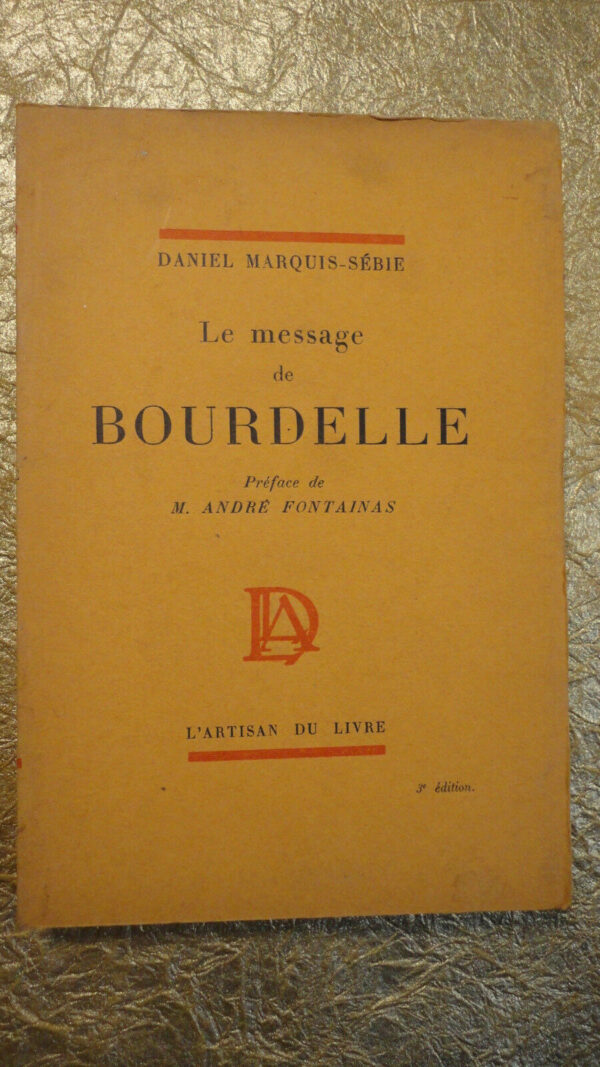 DANIEL MARQUIS-SÉBIE
Le message
de
BOURDELLE
Préface de
M. ANDRÉ FONTAINAS
L'ARTISAN DU LIVRE
3e édition.